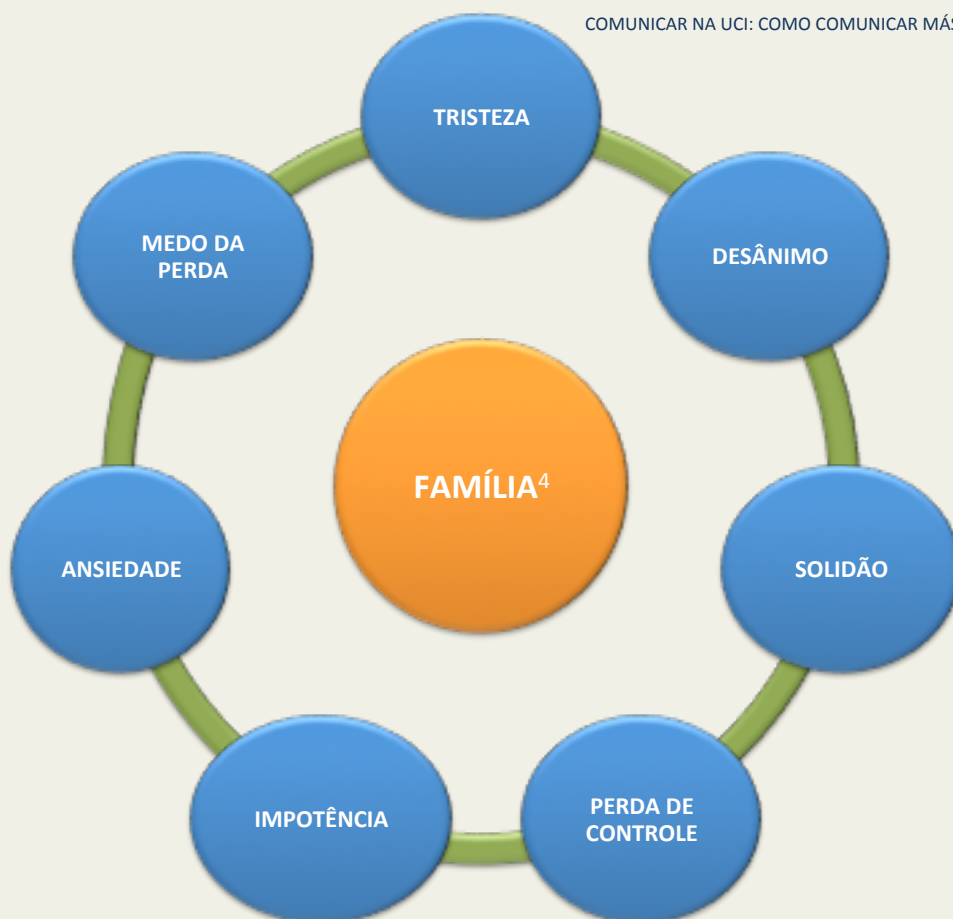 COMUNICAR NA UCI: COMO COMUNICAR MÁS
TRISTEZA
MEDO DA
PERDA
DESÂNIMO
FAMÍLIA⁴
ANSIEDADE
SOLIDÃO
IMPOTÊNCIA
PERDA DE
CONTROLE